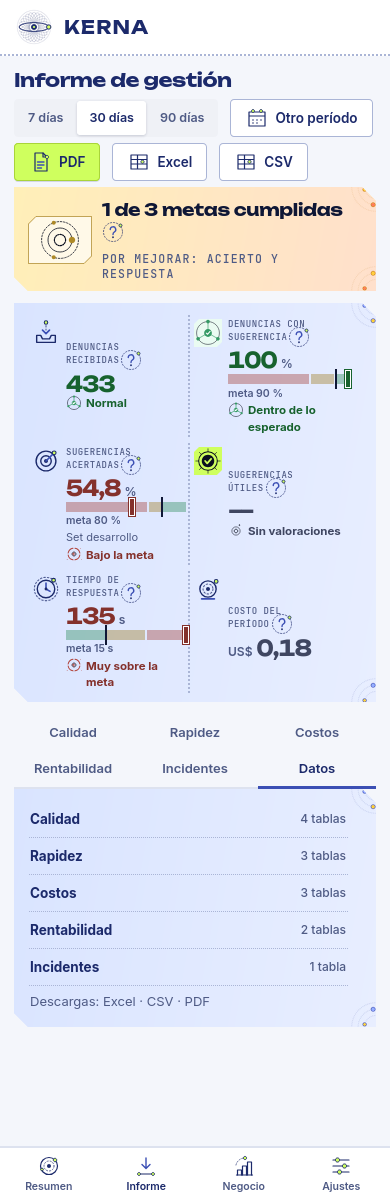 KERNA
Informe de gestión
7 días 30 días 90 días Otro período
PDF Excel CSV
1 de 3 metas cumplidas
?
POR MEJORAR: ACIERTO Y
RESPUESTA
DENUNCIAS
RECIBIDAS ?
433
Normal
DENUNCIAS CON
SUGERENCIA ?
100 %
meta 90 %
Dentro de lo
esperado
SUGERENCIAS
ACERTADAS ?
54,8 %
meta 80 %
Set desarrollo
Bajo la meta
SUGERENCIAS
ÚTILES ?
—
Sin valoraciones
TIEMPO DE
RESPUESTA ?
135 s
meta 15 s
Muy sobre la
meta
COSTO DEL
PERÍODO ?
US$ 0,18
Calidad Rapidez Costos
Rentabilidad Incidentes Datos
Calidad 4 tablas
Rapidez 3 tablas
Costos 3 tablas
Rentabilidad 2 tablas
Incidentes 1 tabla
Descargas: Excel · CSV · PDF
Resumen Informe Negocio Ajustes